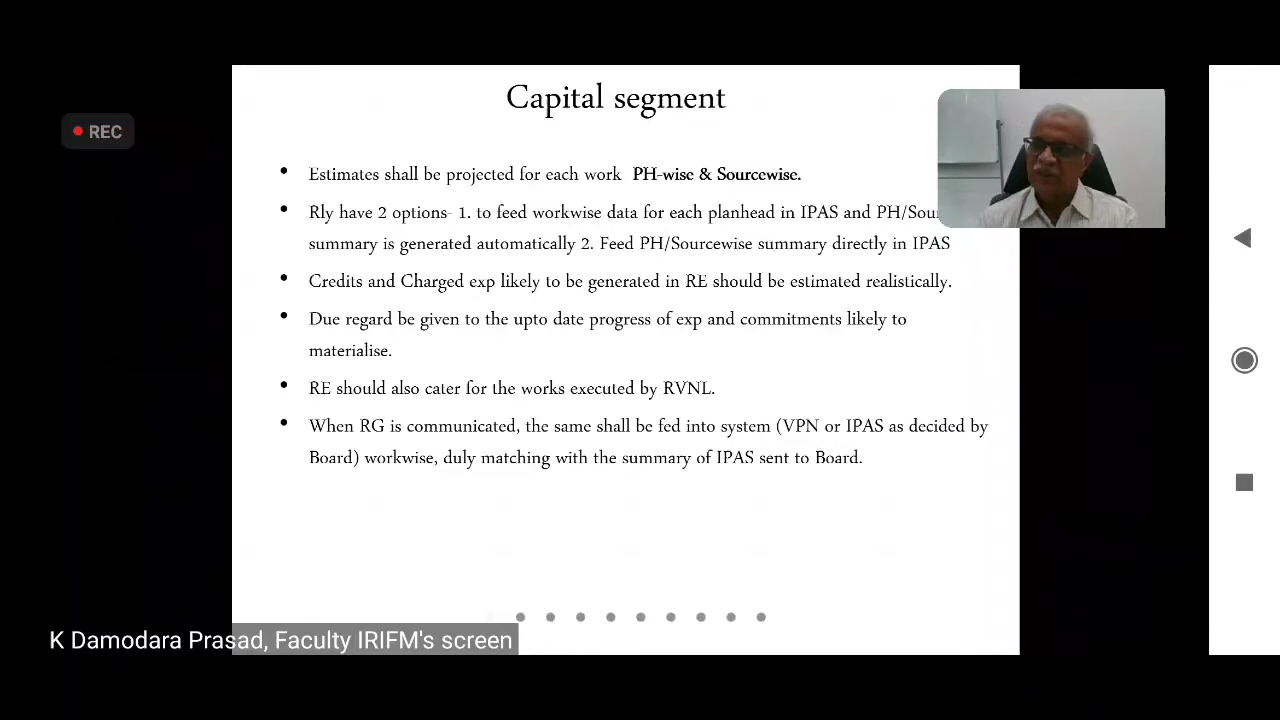 Capital segment
REC
• Estimates shall be projected for each work PH-wise & Sourcewise.
• Rly have 2 options- 1. to feed workwise data for each planhead in IPAS and PH/Sou
summary is generated automatically 2. Feed PH/Sourcewise summary directly in IPAS
• Credits and Charged exp likely to be generated in RE should be estimated realistically.
• Due regard be given to the upto date progress of exp and commitments likely to
materialise.
• RE should also cater for the works executed by RVNL.
• When RG is communicated, the same shall be fed into system (VPN or IPAS as decided by
Board) workwise, duly matching with the summary of IPAS sent to Board.
K Damodara Prasad, Faculty IRIFM's screen